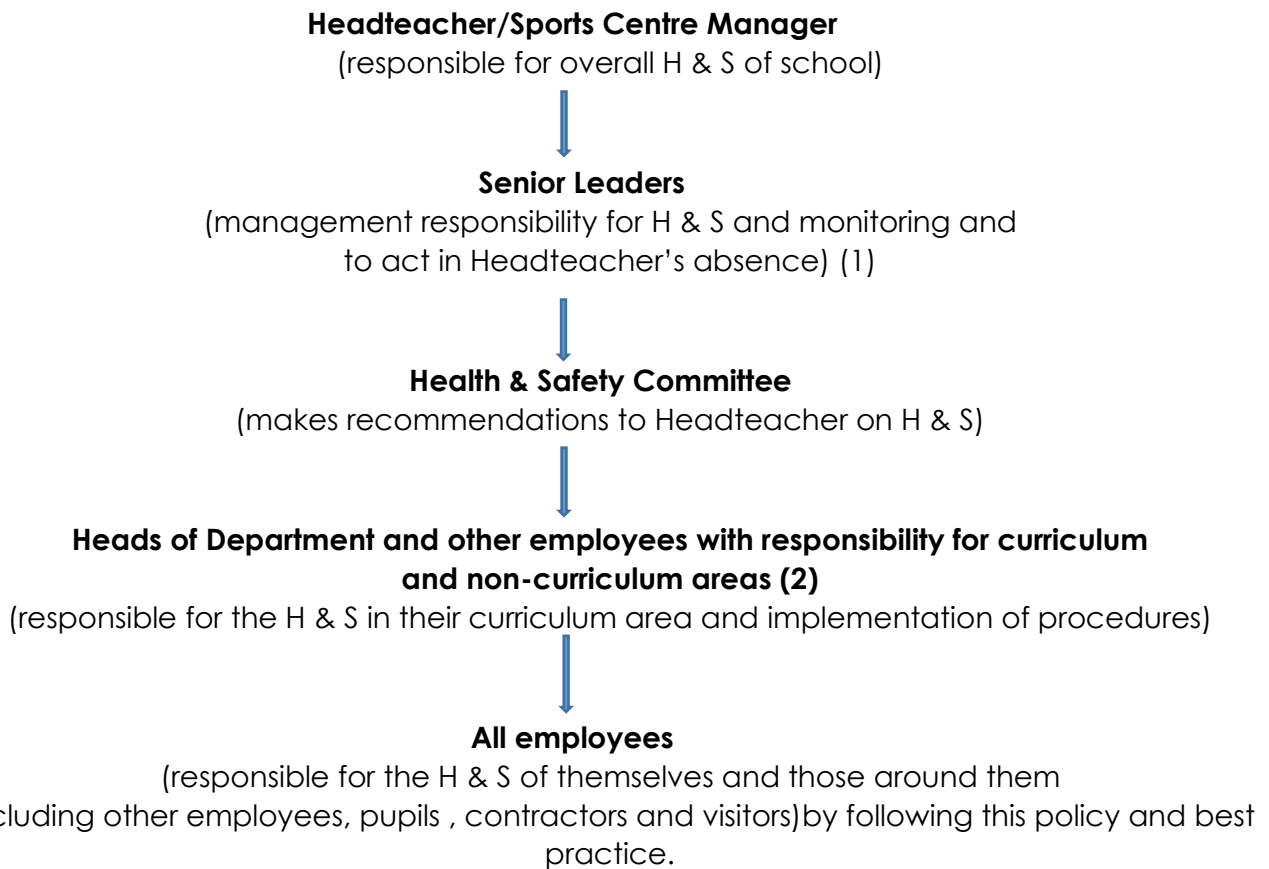 Headteacher/Sports Centre Manager
(responsible for overall H & S of school)
Senior Leaders
(management responsibility for H & S and monitoring and
to act in Headteacher’s absence) (1)
Health & Safety Committee
(makes recommendations to Headteacher on H & S)
Heads of Department and other employees with responsibility for curriculum
and non-curriculum areas (2)
(responsible for the H & S in their curriculum area and implementation of procedures)
All employees
(responsible for the H & S of themselves and those around them
cluding other employees, pupils , contractors and visitors)by following this policy and best
practice.